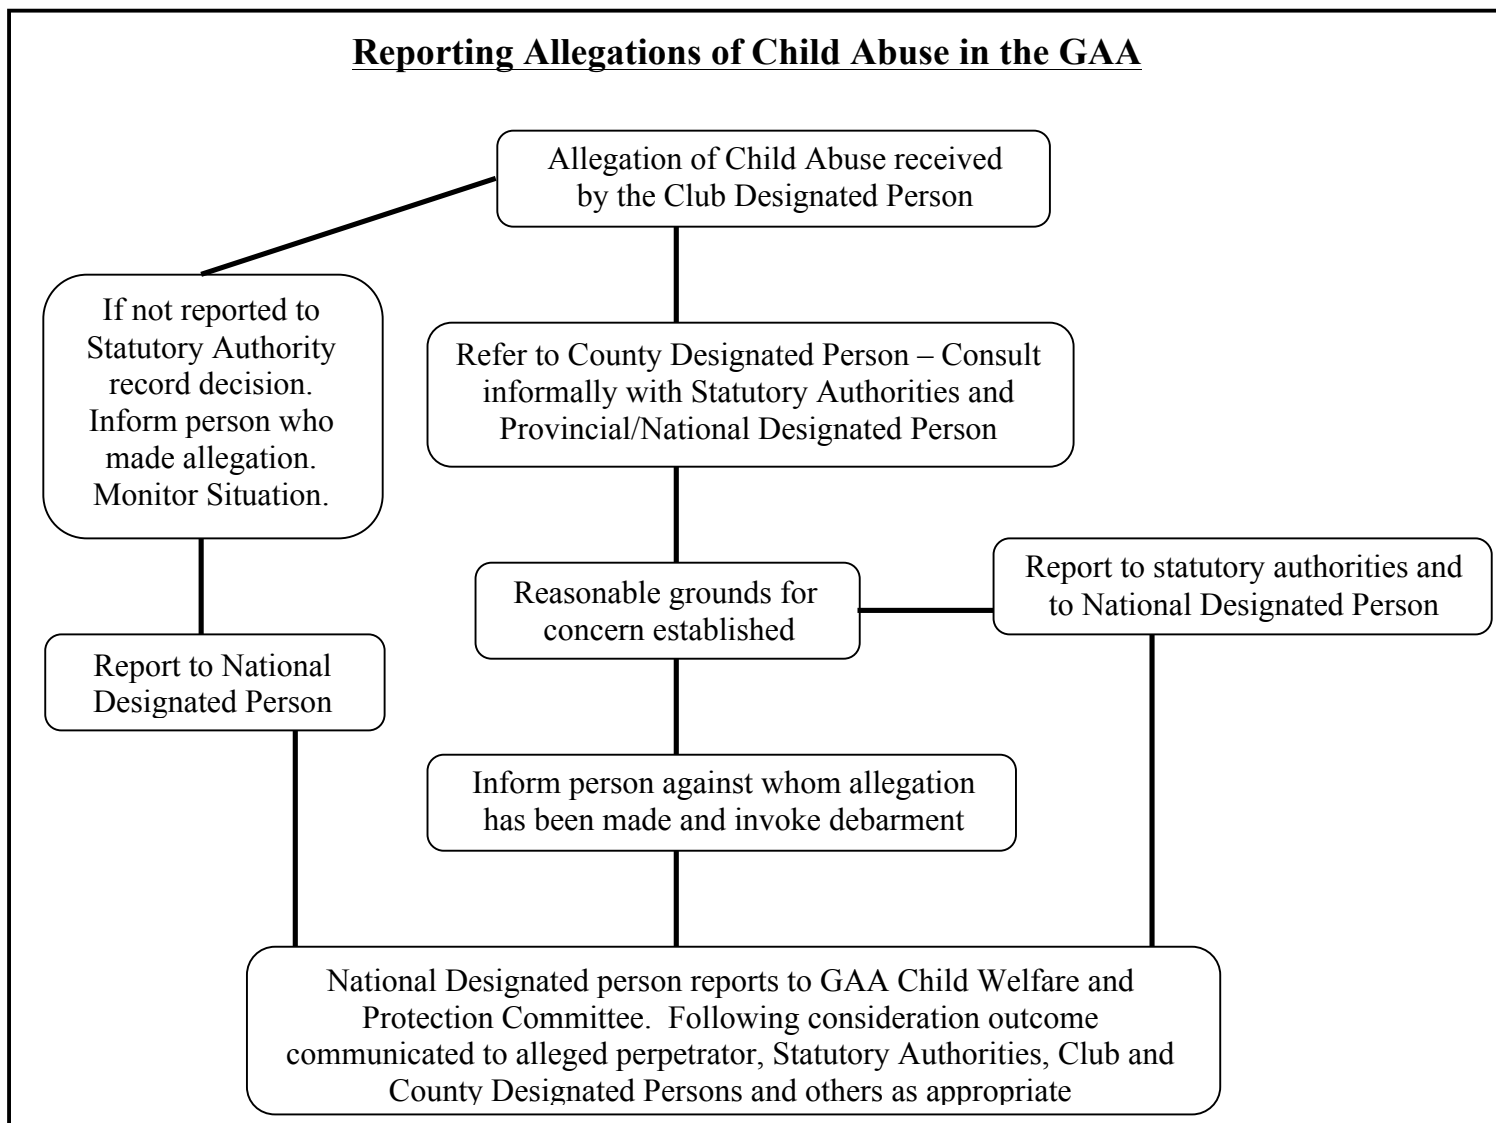 Reporting Allegations of Child Abuse in the GAA
Allegation of Child Abuse received
by the Club Designated Person
If not reported to
Statutory Authority
record decision.
Inform person who
made allegation.
Monitor Situation.
Refer to County Designated Person – Consult
informally with Statutory Authorities and
Provincial/National Designated Person
Reasonable grounds for
concern established
Report to statutory authorities and
to National Designated Person
Report to National
Designated Person
Inform person against whom allegation
has been made and invoke debarment
National Designated person reports to GAA Child Welfare and
Protection Committee.  Following consideration outcome
communicated to alleged perpetrator, Statutory Authorities, Club and
County Designated Persons and others as appropriate